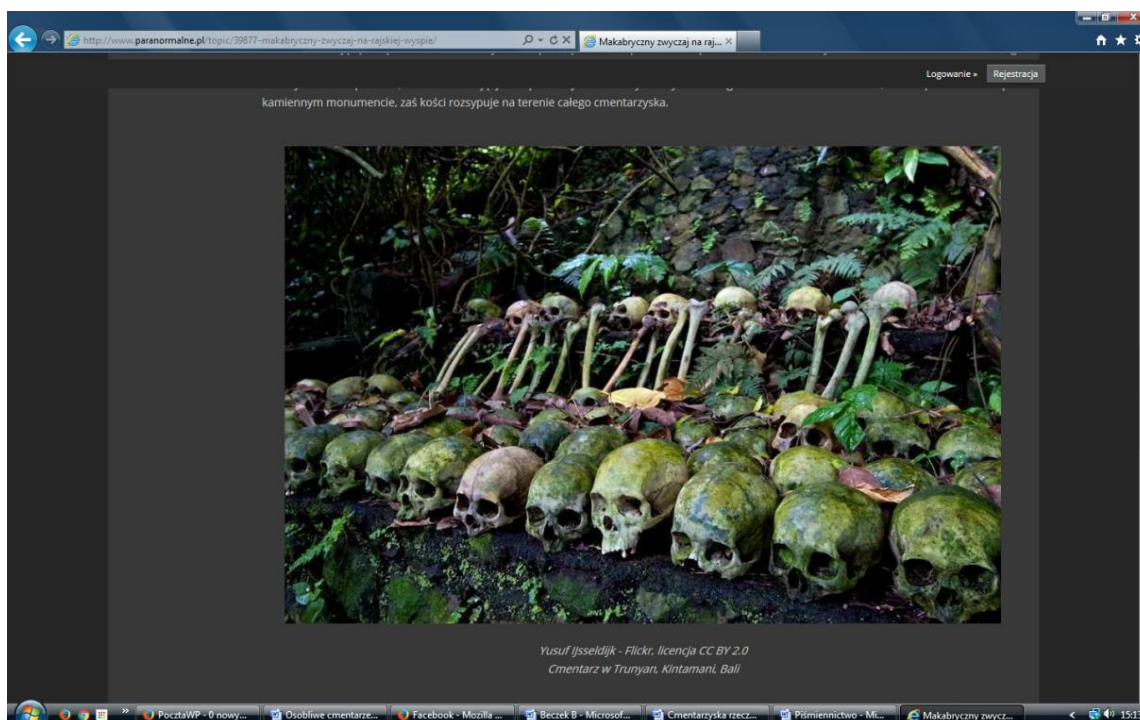 http://www.paranormalne.pl/topic/39877-makabryczny-zwyczaj-na-rajskiej-wyspie/
Makabryczny zwyczaj na raj...
Logowanie »
Rejestracja
kamiennym monumencie, zaś kości rozsypuje na terenie całego cmentarzyska.
Yusuf IJsseldijk - Flickr, licencja CC BY 2.0
Cmentarz w Trunyan, Kintamani, Bali
PocztaWP - 0 nowy...
Osobliwe cmentarze...
Facebook - Mozilla ...
Beczek B - Microsof...
Cmentarzyska rzecz...
Piśmiennictwo - Mi...
Makabryczny zwycz...